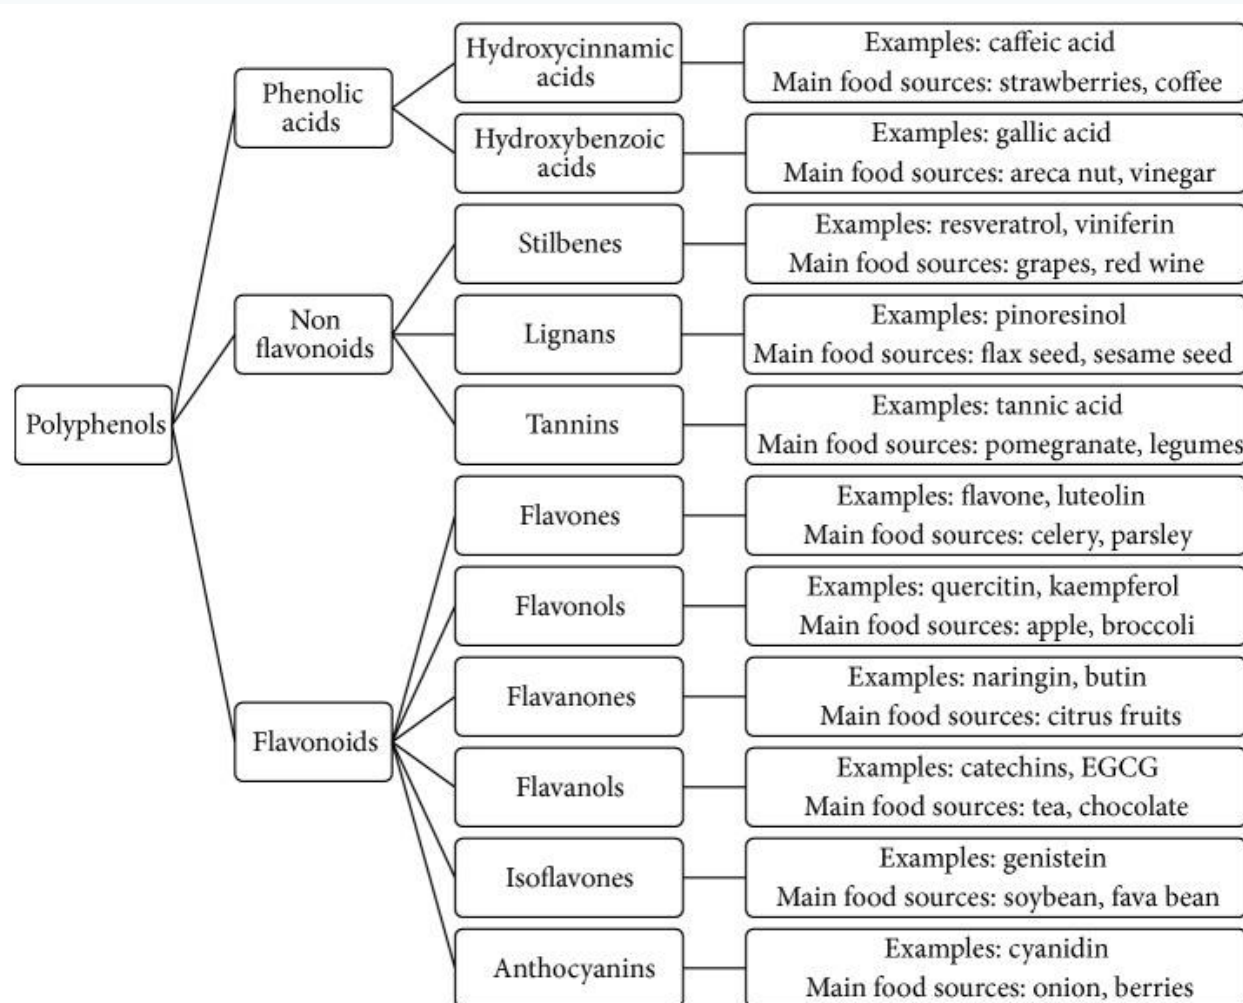 Polyphenols
Phenolic
acids
Hydroxycinnamic
acids
Examples: caffeic acid
Main food sources: strawberries, coffee
Hydroxybenzoic
acids
Examples: gallic acid
Main food sources: areca nut, vinegar
Non
flavonoids
Stilbenes
Examples: resveratrol, viniferin
Main food sources: grapes, red wine
Lignans
Examples: pinoresinol
Main food sources: flax seed, sesame seed
Tannins
Examples: tannic acid
Main food sources: pomegranate, legumes
Flavonoids
Flavones
Examples: flavone, luteolin
Main food sources: celery, parsley
Flavonols
Examples: quercitin, kaempferol
Main food sources: apple, broccoli
Flavanones
Examples: naringin, butin
Main food sources: citrus fruits
Flavanols
Examples: catechins, EGCG
Main food sources: tea, chocolate
Isoflavones
Examples: genistein
Main food sources: soybean, fava bean
Anthocyanins
Examples: cyanidin
Main food sources: onion, berries